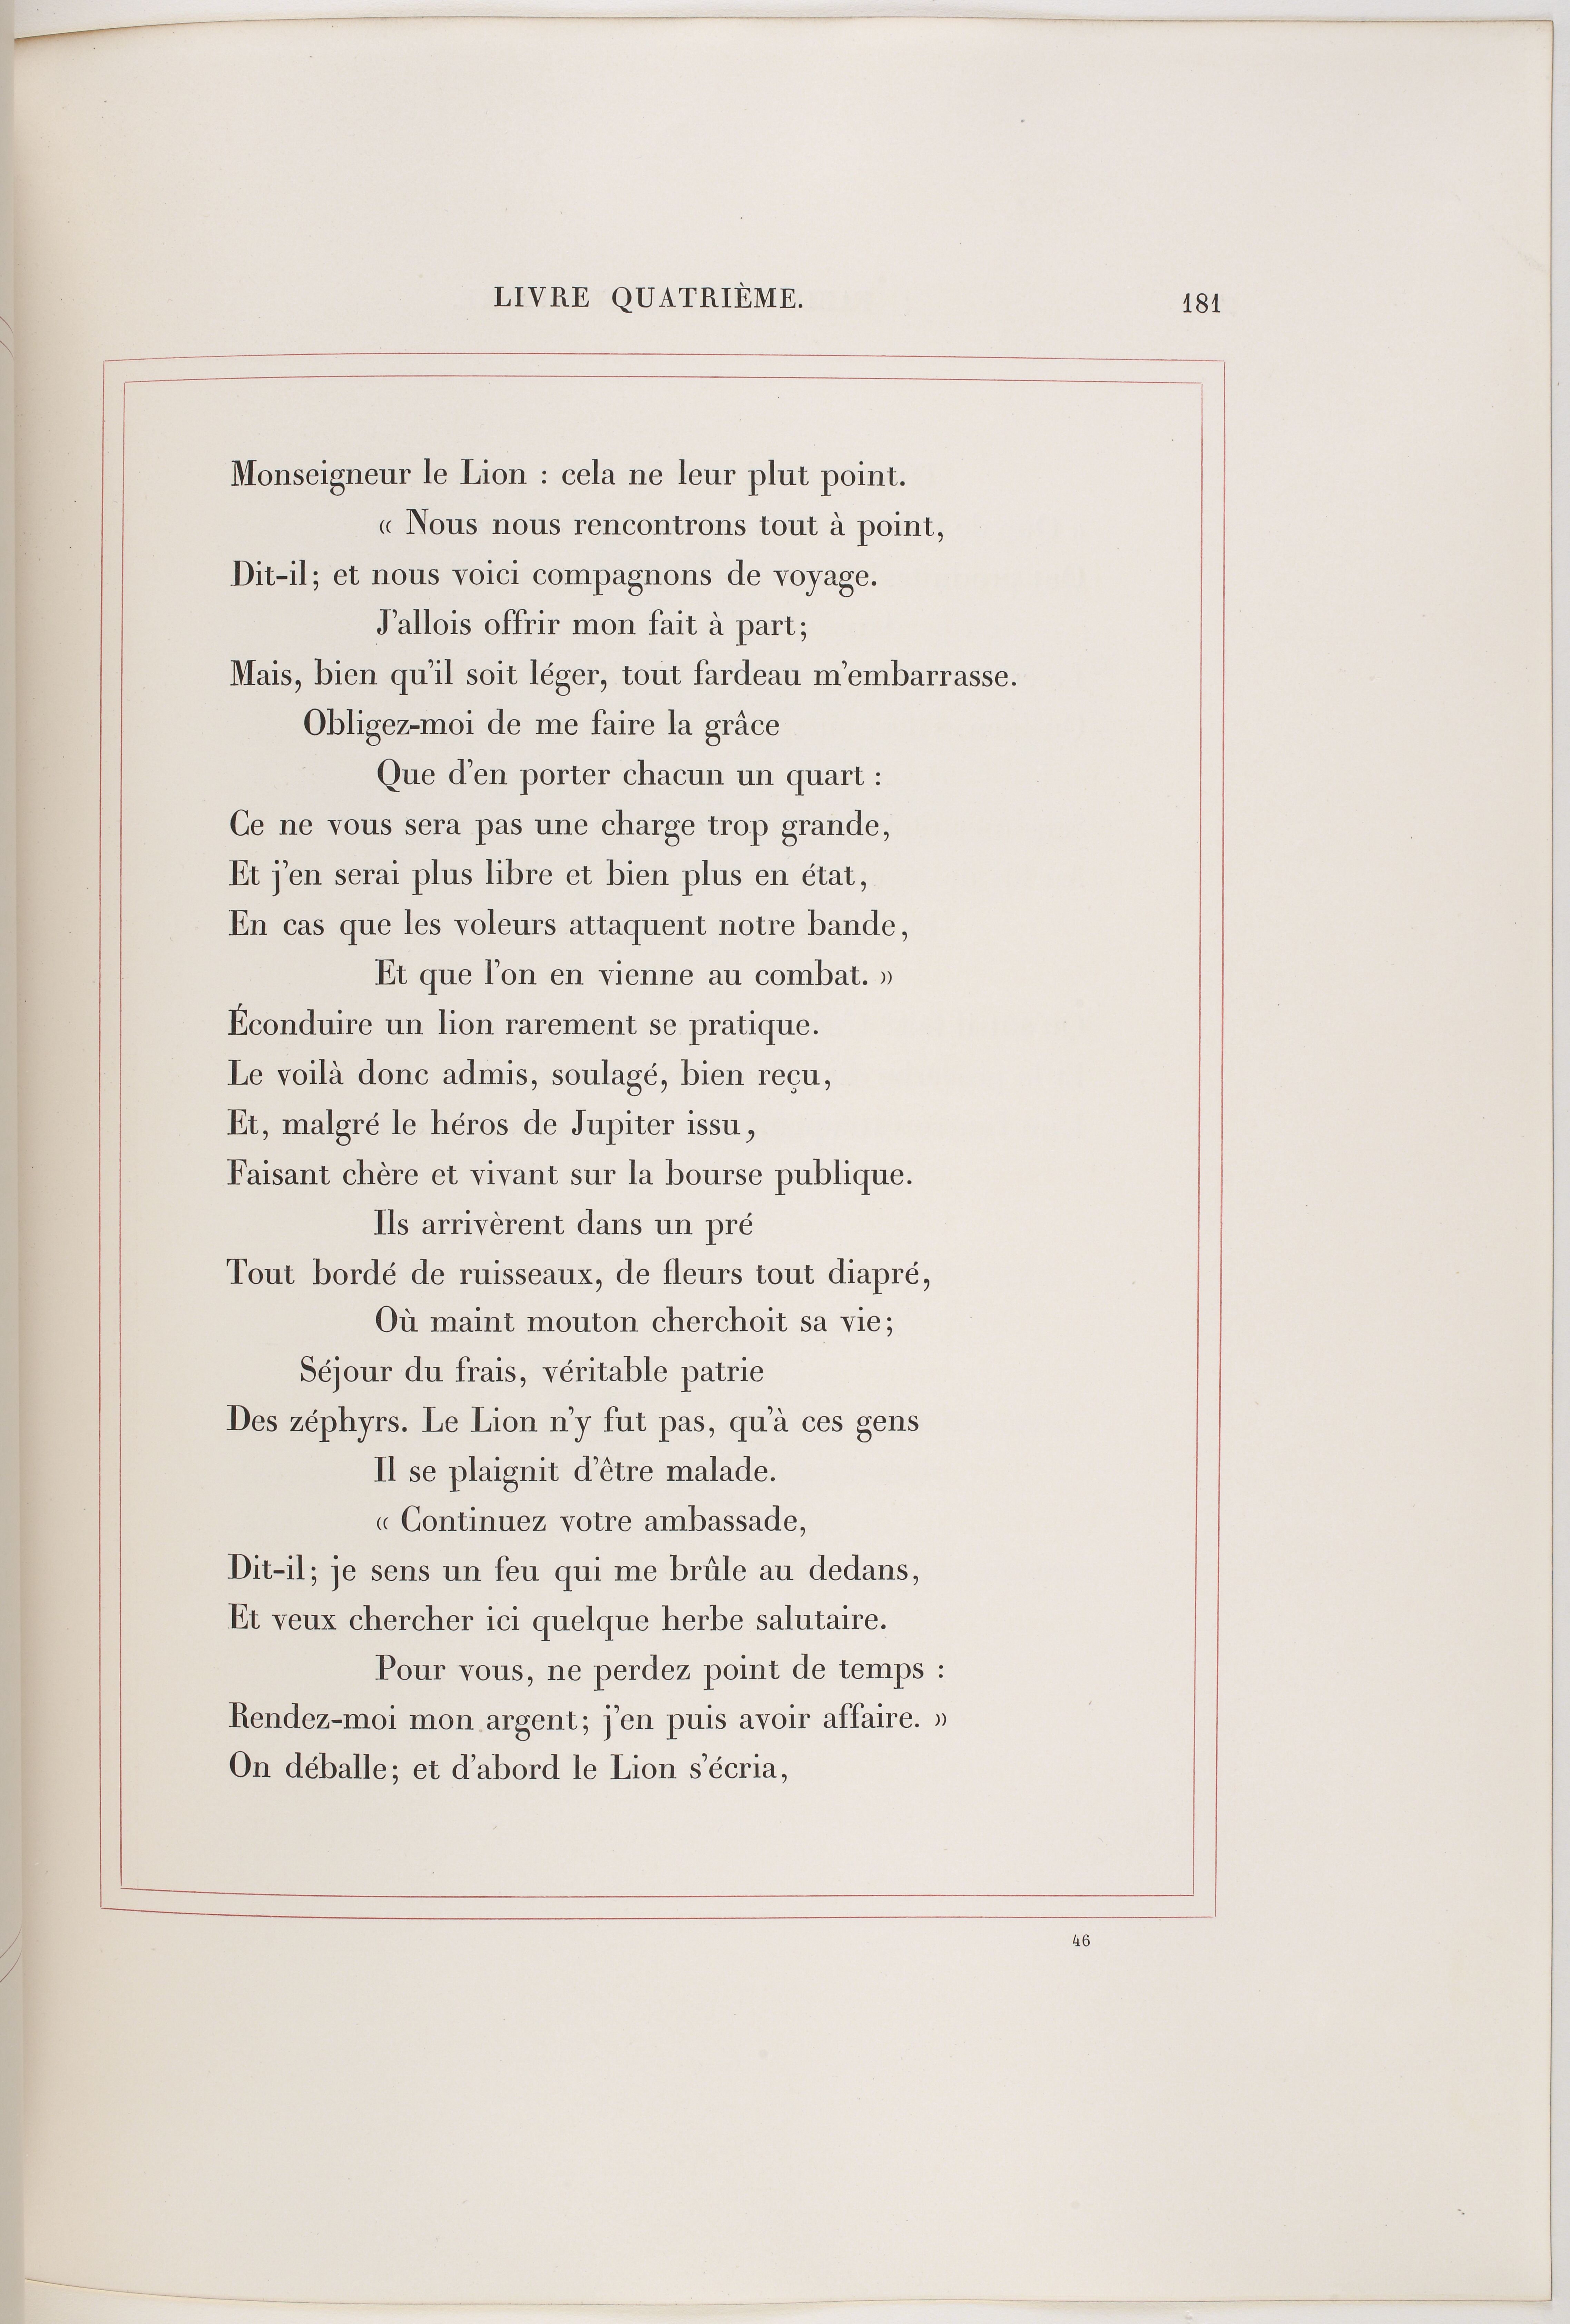 LIVRE QUATRIÈME. 181
Monseigneur le Lion : cela ne leur plut point.
« Nous nous rencontrons tout à point,
Dit-il; et nous voici compagnons de voyage.
J'allois offrir mon fait à part;
Mais, bien qu'il soit léger, tout fardeau m'embarrasse.
Obligez-moi de me faire la grâce
Que d'en porter chacun un quart :
Ce ne vous sera pas une charge trop grande,
Et j'en serai plus libre et bien plus en état,
En cas que les voleurs attaquent notre bande,
Et que l'on en vienne au combat. »
Éconduire un lion rarement se pratique.
Le voilà donc admis, soulagé, bien reçu,
Et, malgré le héros de Jupiter issu,
Faisant chère et vivant sur la bourse publique.
Ils arrivèrent dans un pré
Tout bordé de ruisseaux, de fleurs tout diapré,
Où maint mouton cherchoit sa vie;
Séjour du frais, véritable patrie
Des zéphyrs. Le Lion n'y fut pas, qu'à ces gens
Il se plaignit d'être malade.
« Continuez votre ambassade,
Dit-il; je sens un feu qui me brûle au dedans,
Et veux chercher ici quelque herbe salutaire.
Pour vous, ne perdez point de temps :
Rendez-moi mon argent; j'en puis avoir affaire. »
On déballe; et d'abord le Lion s'écria,
46